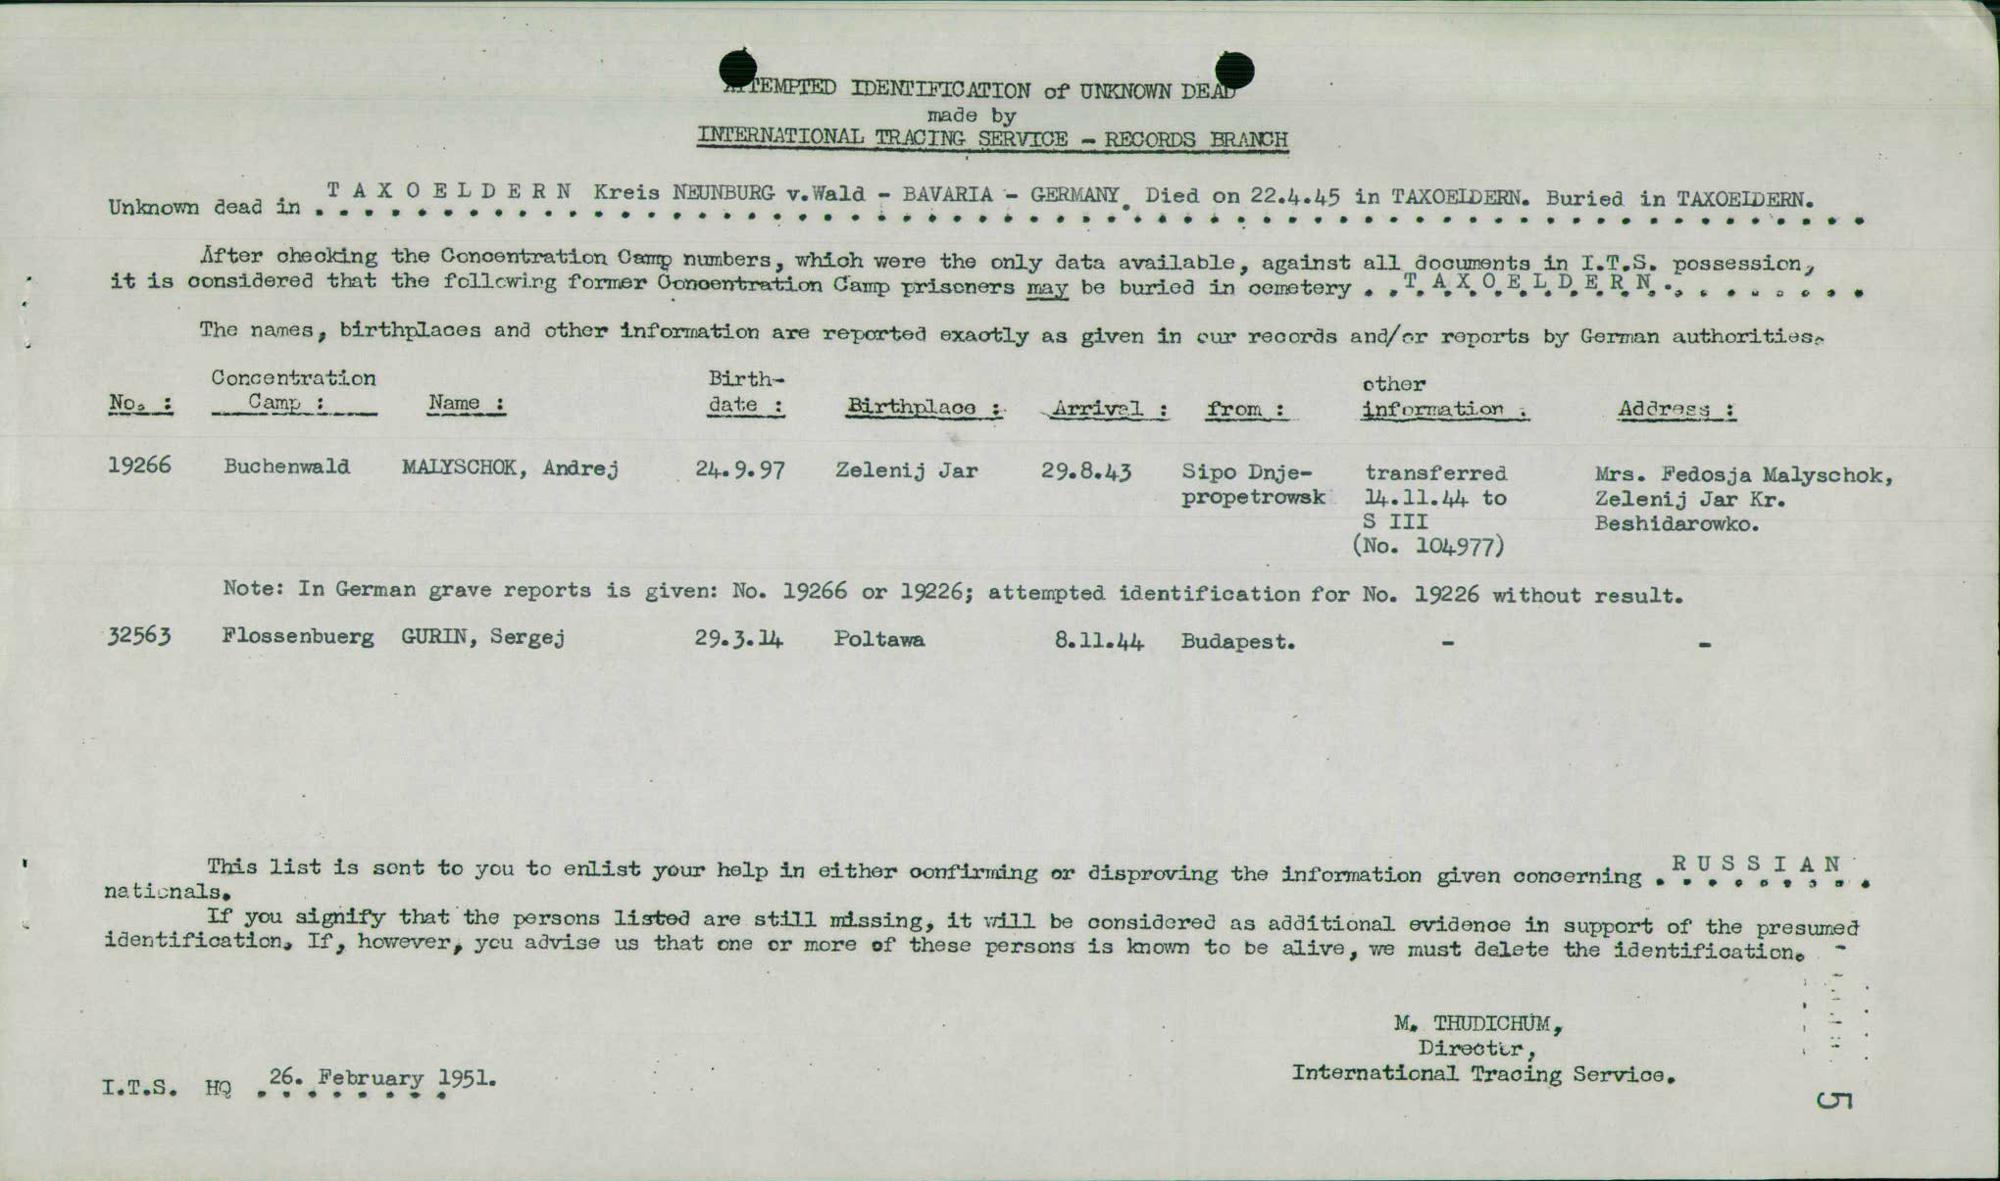 ATTEMPTED IDENTIFICATION of UNKNOWN DEAD
made by
INTERNATIONAL TRACING SERVICE - RECORDS BRANCH
Unknown dead in T A X O E L D E R N Kreis NEUNBURG v.Wald - BAVARIA - GERMANY. Died on 22.4.45 in TAXOELDERN. Buried in TAXOELDERN.
After checking the Concentration Camp numbers, which were the only data available, against all documents in I.T.S. possession,
it is considered that the following former Concentration Camp prisoners may be buried in cemetery . . T.A.X.O.E.L.D.E.R.N. . . . . . . . .
The names, birthplaces and other information are reported exactly as given in our records and/or reports by German authorities.
No. : Concentration Camp : Name : Birth-date : Birthplace : Arrival : from : other information : Address :
19266 Buchenwald MALYSCHOK, Andrej 24.9.97 Zelenij Jar 29.8.43 Sipo Dnje- transferred Mrs. Fedosja Malyschok,
propetrowsk 14.11.44 to Zelenij Jar Kr.
S III Beshidarowko.
(No. 104977)
Note: In German grave reports is given: No. 19266 or 19226; attempted identification for No. 19226 without result.
32563 Flossenbuerg GURIN, Sergej 29.3.14 Poltawa 8.11.44 Budapest. - -
This list is sent to you to enlist your help in either confirming or disproving the information given concerning R U S S I A N
nationals.
If you signify that the persons listed are still missing, it will be considered as additional evidence in support of the presumed
identification. If, however, you advise us that one or more of these persons is known to be alive, we must delete the identification.
M. THUDICHUM,
Director,
International Tracing Service.
I.T.S. HQ 26. February 1951.
5